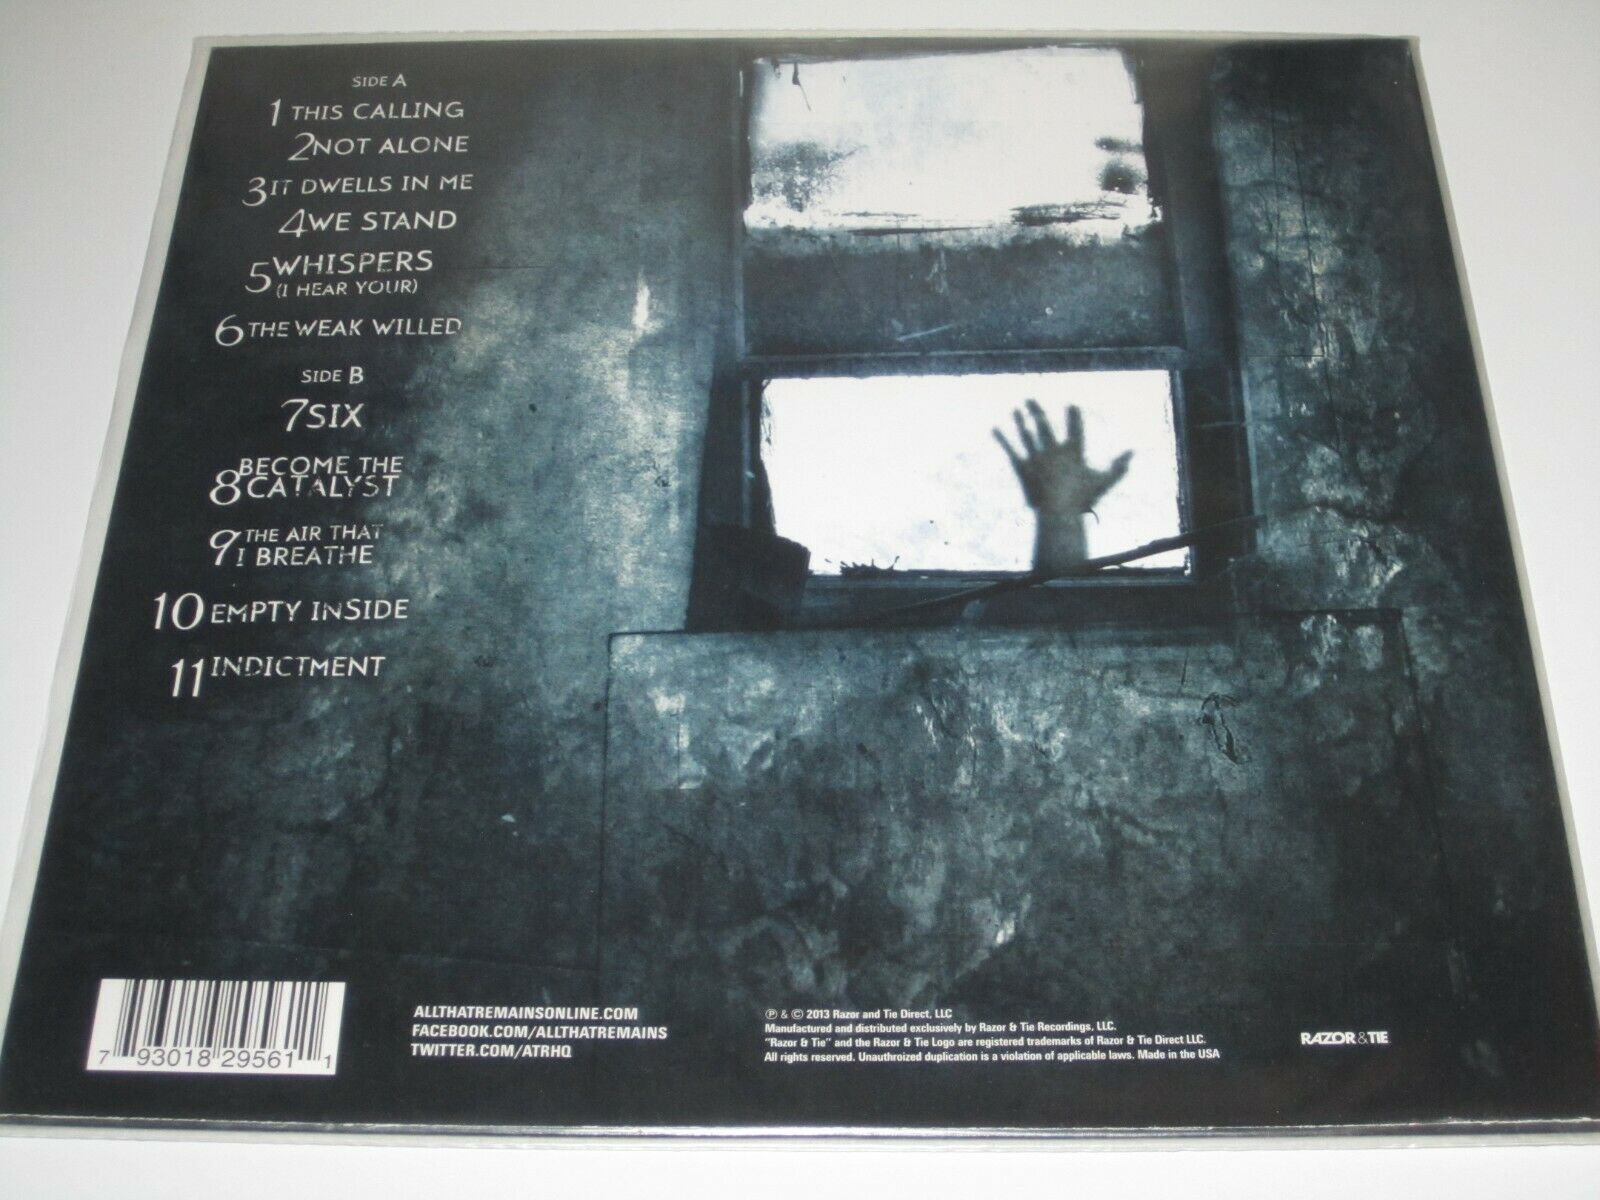 SIDE A
1 THIS CALLING
2 NOT ALONE
3 IT DWELLS IN ME
4 WE STAND
5 WHISPERS
(I HEAR YOUR)
6 THE WEAK WILLED
SIDE B
7 SIX
8 BECOME THE
CATALYST
9 THE AIR THAT
I BREATHE
10 EMPTY INSIDE
11 INDICTMENT
7 93018 29561 1
ALLTHATREMAINSONLINE.COM
FACEBOOK.COM/ALLTHATREMAINS
TWITTER.COM/ATRHQ
℗ & © 2013 Razor and Tie Direct, LLC
Manufactured and distributed exclusively by Razor & Tie Recordings, LLC.
"Razor & Tie" and the Razor & Tie Logo are registered trademarks of Razor & Tie Direct LLC.
All rights reserved. Unauthroized duplication is a violation of applicable laws. Made in the USA
RAZOR & TIE